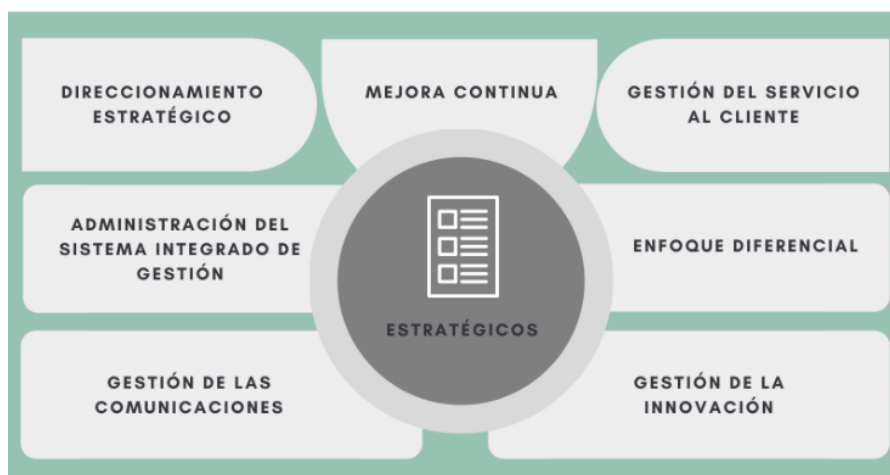 DIRECCIONAMIENTO
ESTRATÉGICO
MEJORA CONTINUA
GESTIÓN DEL SERVICIO
AL CLIENTE
ADMINISTRACIÓN DEL
SISTEMA INTEGRADO DE
GESTIÓN
ENFOQUE DIFERENCIAL
ESTRATÉGICOS
GESTIÓN DE LAS
COMUNICACIONES
GESTIÓN DE LA
INNOVACIÓN